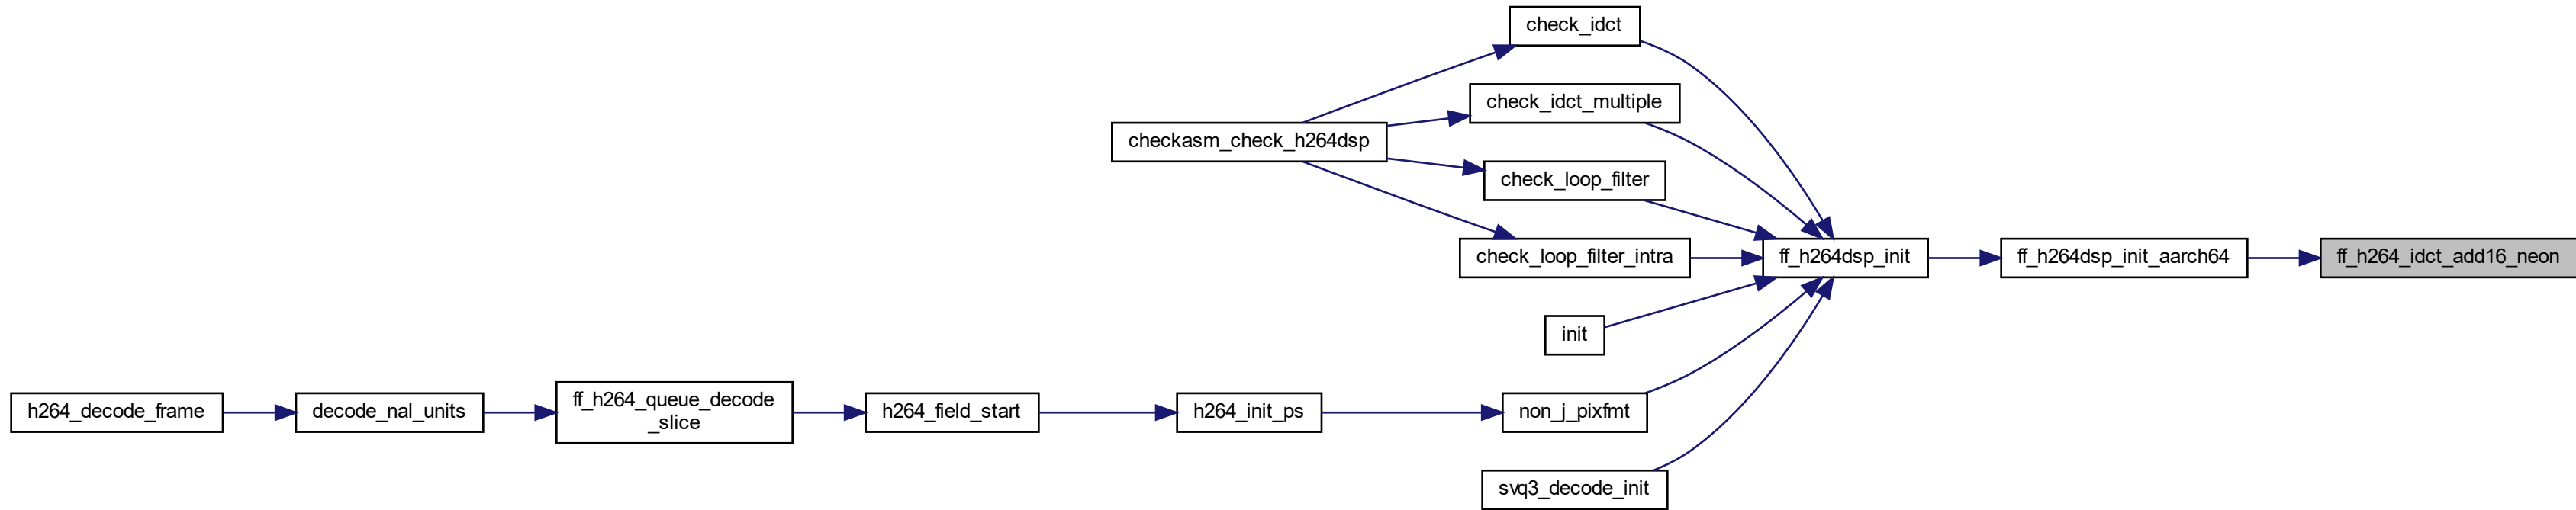 check_idct
check_idct_multiple
checkasm_check_h264dsp
check_loop_filter
check_loop_filter_intra
ff_h264dsp_init
ff_h264dsp_init_aarch64
ff_h264_idct_add16_neon
init
h264_decode_frame
decode_nal_units
ff_h264_queue_decode
_slice
h264_field_start
h264_init_ps
non_j_pixfmt
svq3_decode_init